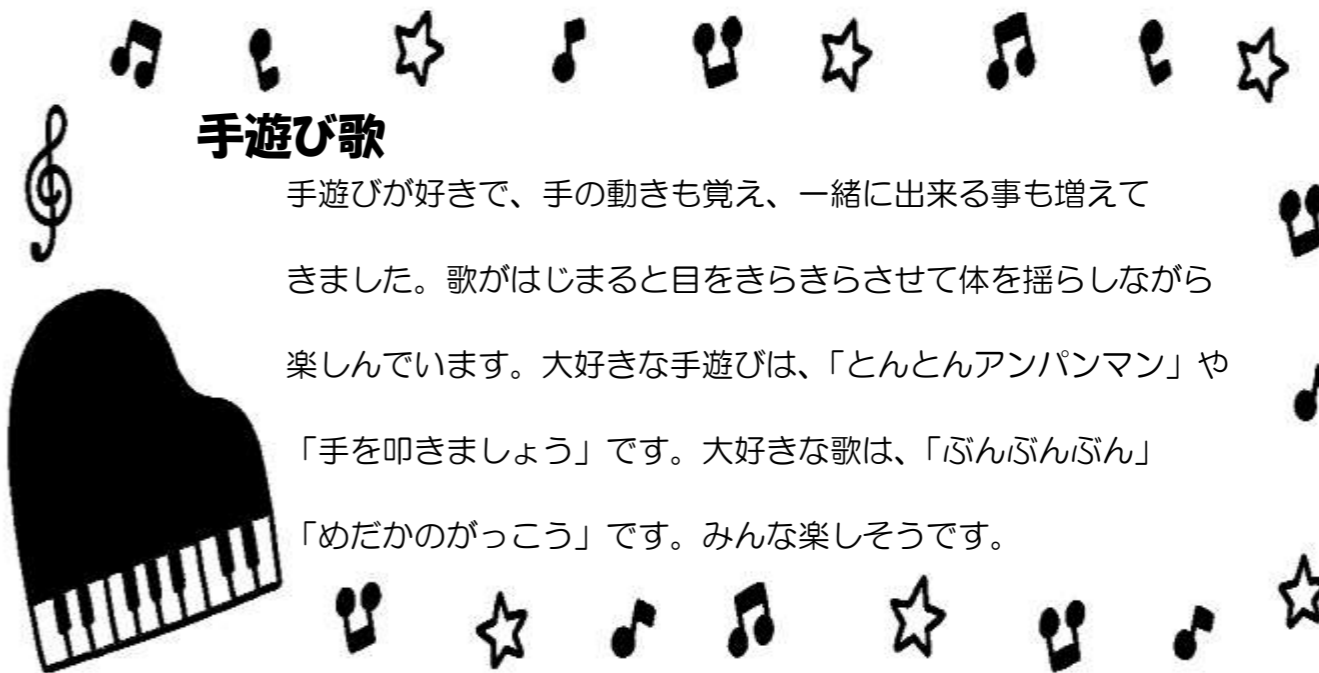 手遊び歌
手遊びが好きで、手の動きも覚え、一緒に出来る事も増えて
きました。歌がはじまると目をきらきらさせて体を揺らしながら
楽しんでいます。大好きな手遊びは、「とんとんアンパンマン」や
「手を叩きましょう」です。大好きな歌は、「ぶんぶんぶん」
「めだかのがっこう」です。みんな楽しそうです。